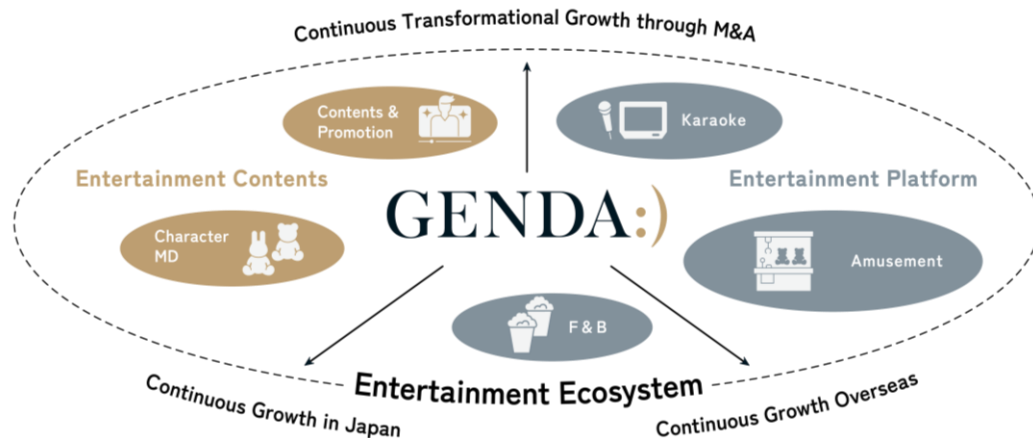 Continuous Transformational Growth through M&A
Contents &
Promotion
Karaoke
Entertainment Contents
Entertainment Platform
GENDA:)
Character
MD
Amusement
F & B
Entertainment Ecosystem
Continuous Growth in Japan
Continuous Growth Overseas